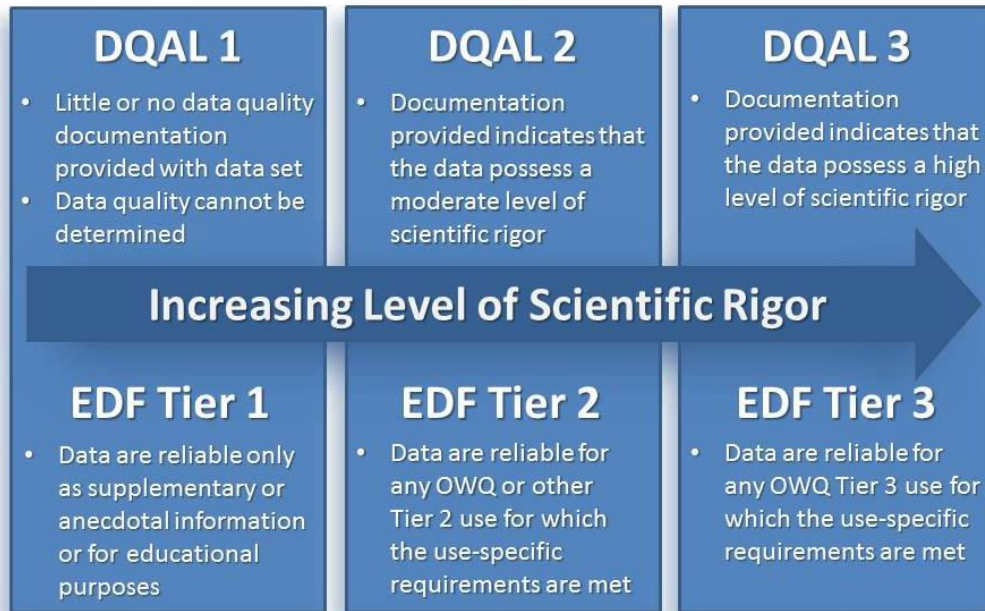 DQAL 1
• Little or no data quality
documentation
provided with data set
• Data quality cannot be
determined
DQAL 2
• Documentation
provided indicates that
the data possess a
moderate level of
scientific rigor
DQAL 3
• Documentation
provided indicates that
the data possess a high
level of scientific rigor
Increasing Level of Scientific Rigor
EDF Tier 1
• Data are reliable only
as supplementary or
anecdotal information
or for educational
purposes
EDF Tier 2
• Data are reliable for
any OWQ or other
Tier 2 use for which
the use-specific
requirements are met
EDF Tier 3
• Data are reliable for
any OWQ Tier 3 use for
which the use-specific
requirements are met